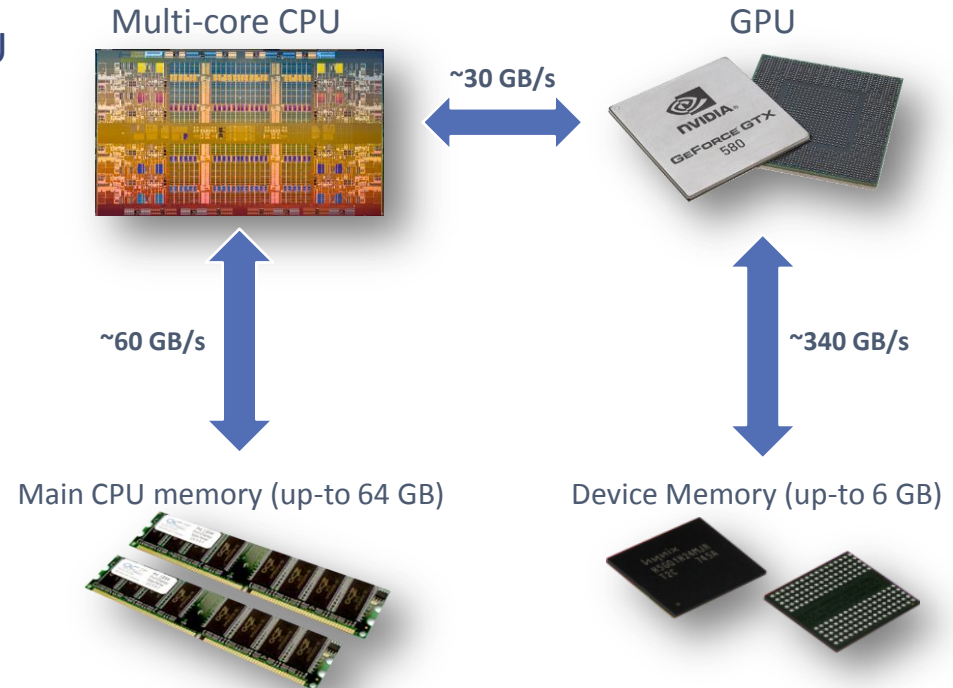 U
Multi-core CPU
GPU
~30 GB/s
NVIDIA.
GEFORCE GTX
580
~60 GB/s
~340 GB/s
Main CPU memory (up-to 64 GB)
Device Memory (up-to 6 GB)
hynix